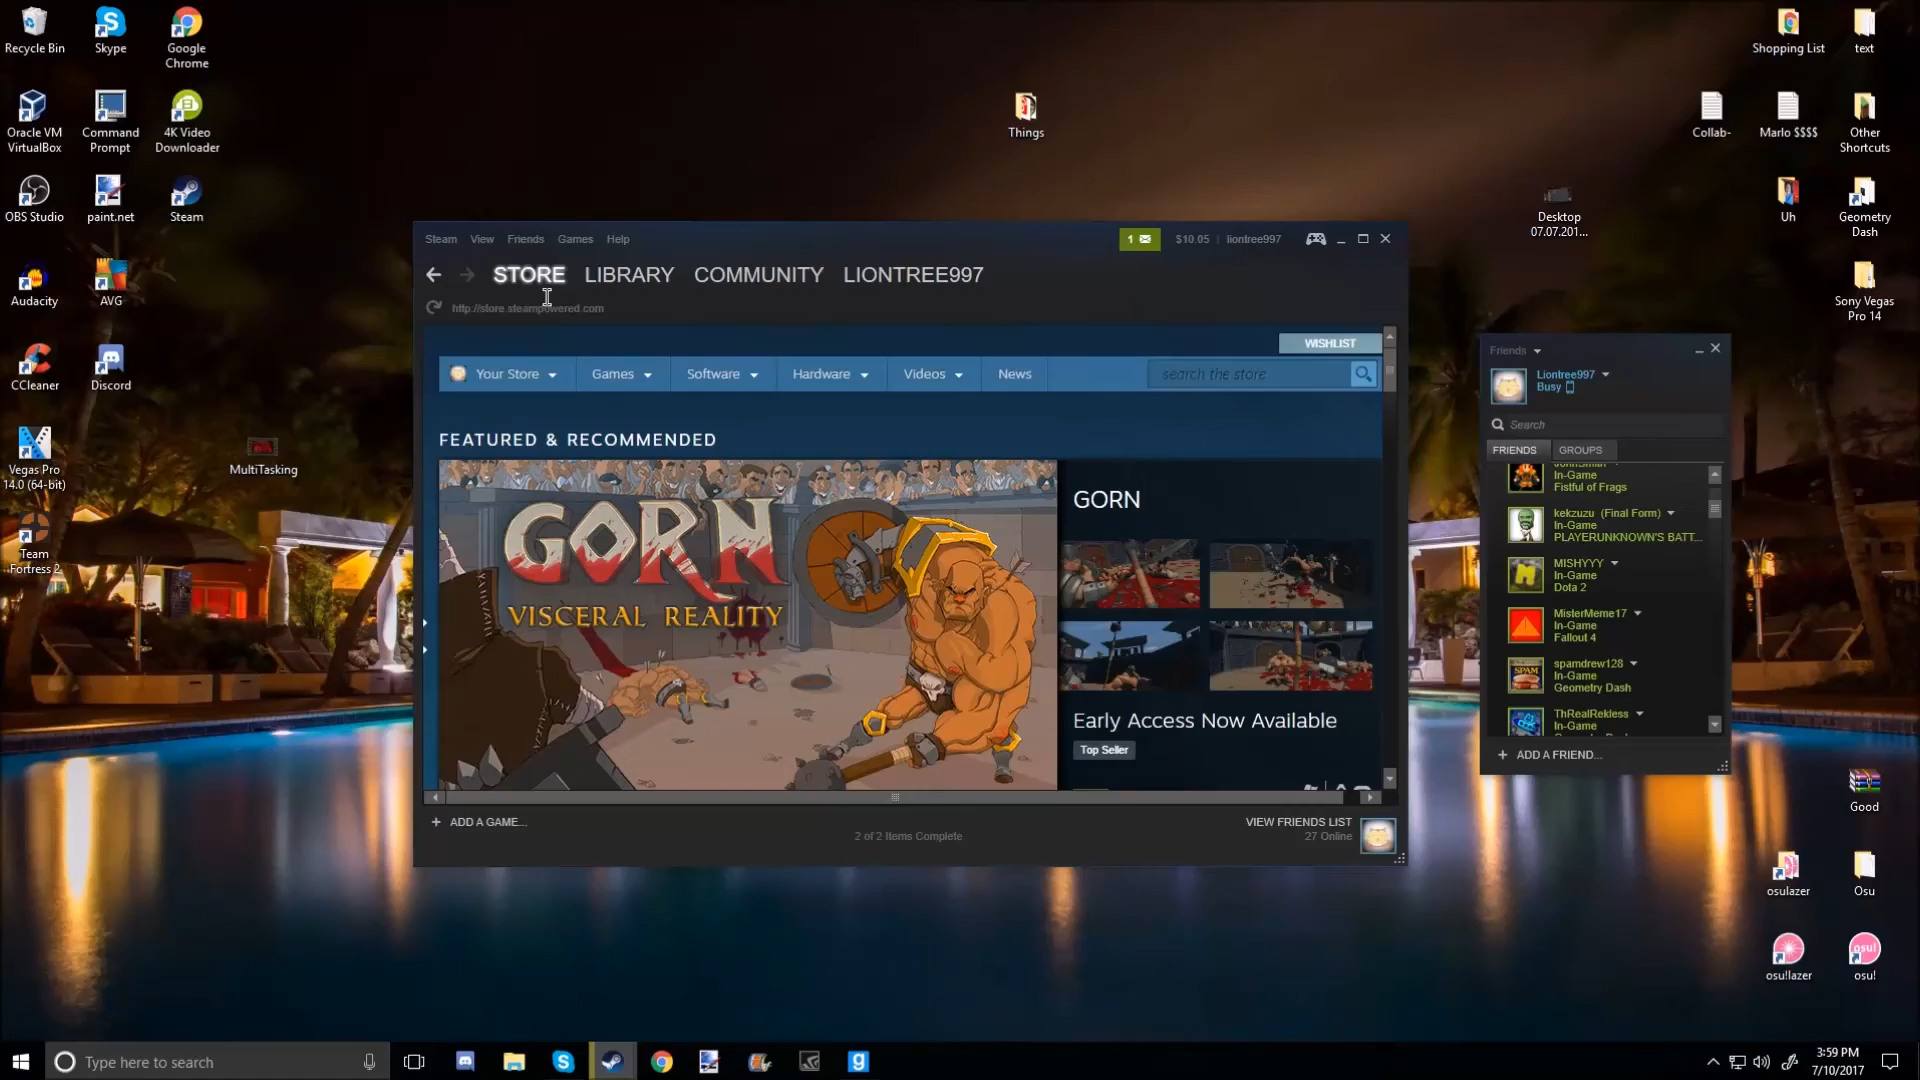 Recycle Bin
Skype
Google
Chrome
Oracle VM
VirtualBox
Command
Prompt
4K Video
Downloader
OBS Studio
paint.net
Steam
Audacity
AVG
CCleaner
Discord
Vegas Pro
14.0 (64-bit)
MultiTasking
Team
Fortress 2
Things
Shopping List
text
Collab-
Marlo $$$$
Other
Shortcuts
Desktop
07.07.201...
Uh
Geometry
Dash
Sony Vegas
Pro 14
Good
osulazer
Osu
osu!lazer
osu!
osu!
Steam View Friends Games Help
1
$10.05 | liontree997
STORE LIBRARY COMMUNITY LIONTREE997
http://store.steampowered.com
WISHLIST
Your Store Games Software Hardware Videos News
search the store
FEATURED & RECOMMENDED
GORN
VISCERAL REALITY
GORN
Early Access Now Available
Top Seller
+ ADD A GAME...
2 of 2 Items Complete
VIEW FRIENDS LIST
27 Online
Friends
Liontree997
Busy
Search
FRIENDS GROUPS
In-Game
Fistful of Frags
kekzuzu (Final Form)
In-Game
PLAYERUNKNOWN'S BATT...
MISHYYY
In-Game
Dota 2
MisterMeme17
In-Game
Fallout 4
SPAM
spamdrew128
In-Game
Geometry Dash
ThRealRekless
In-Game
+ ADD A FRIEND...
Type here to search
3:59 PM
7/10/2017